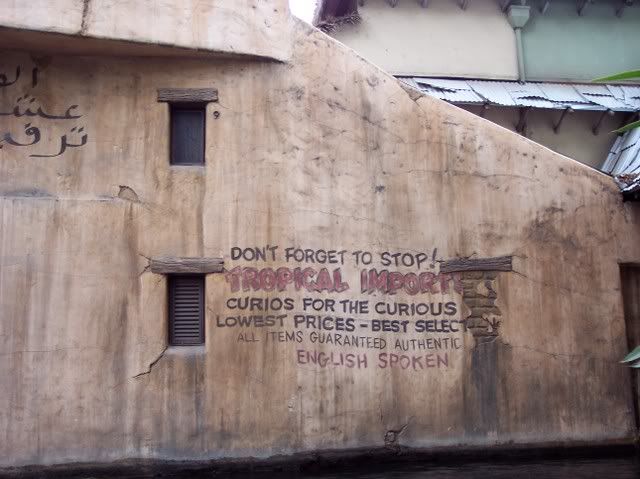 DON'T FORGET TO STOP!
TROPICAL IMPORT
CURIOS FOR THE CURIOUS
LOWEST PRICES - BEST SELECT
ALL ITEMS GUARANTEED AUTHENTIC
ENGLISH SPOKEN